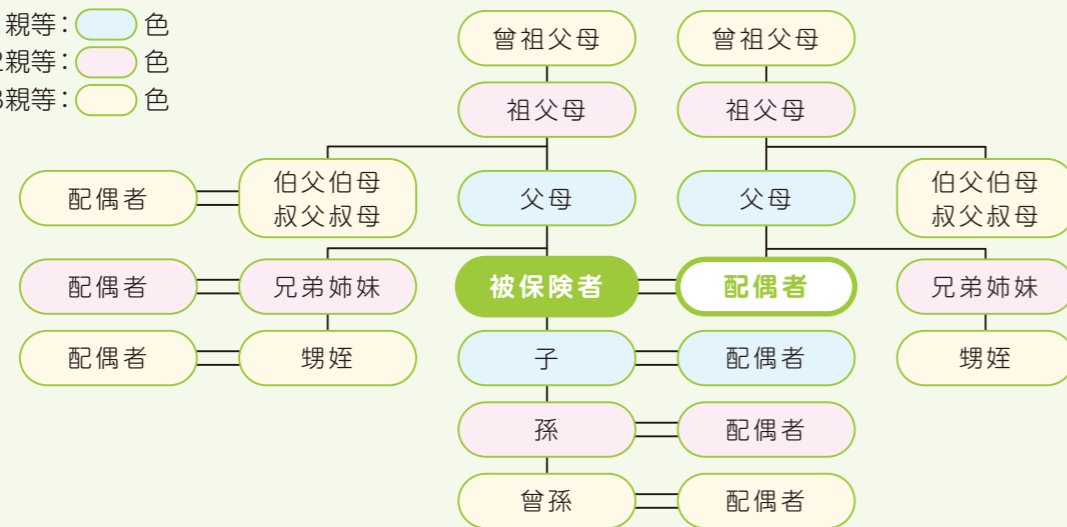 親等： 色
2親等： 色
3親等： 色
曾祖父母 曾祖父母
祖父母 祖父母
配偶者 伯父伯母 父母 父母 伯父伯母
叔父叔母 叔父叔母
配偶者 兄弟姉妹 被保険者 配偶者 兄弟姉妹
配偶者 甥姪 子 配偶者 甥姪
孫 配偶者
曾孫 配偶者